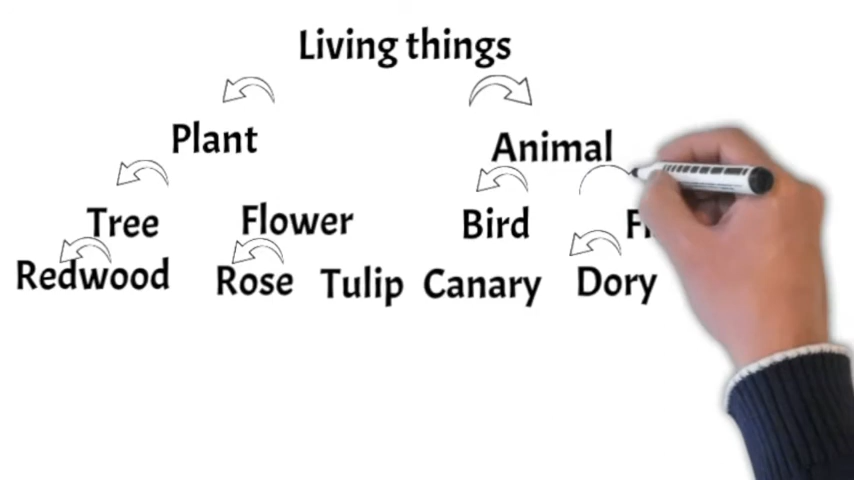 Living things
Plant Animal
Tree Flower Bird
Redwood Rose Tulip Canary Dory